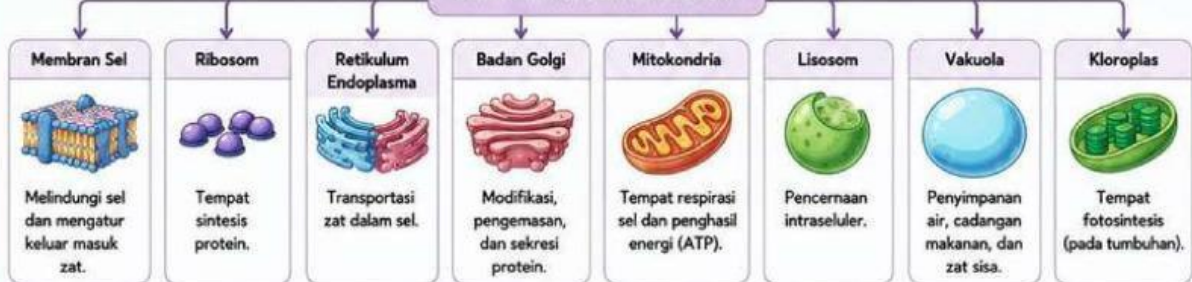 Membran Sel
Melindungi sel
dan mengatur
keluar masuk
zat.
Ribosom
Tempat
sintesis
protein.
Retikulum
Endoplasma
Transportasi
zat dalam sel.
Badan Golgi
Modifikasi,
pengemasan,
dan sekresi
protein.
Mitokondria
Tempat respirasi
sel dan penghasil
energi (ATP).
Lisosom
Pencernaan
intraseluler.
Vakuola
Penyimpanan
air, cadangan
makanan, dan
zat sisa.
Kloroplas
Tempat
fotosintesis
(pada tumbuhan).